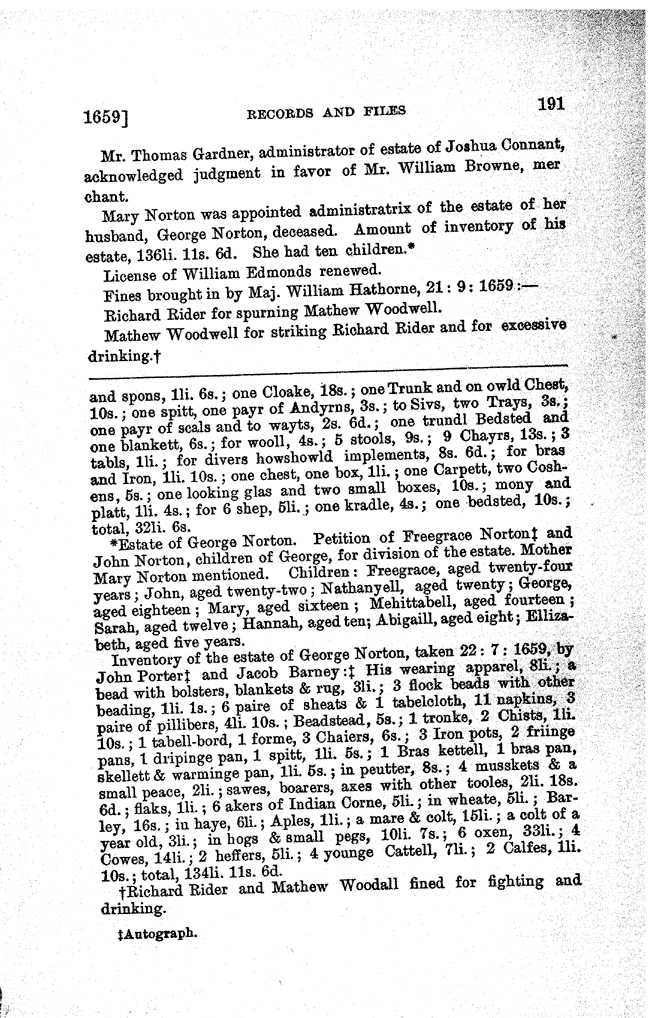 1659] RECORDS AND FILES 191
Mr. Thomas Gardner, administrator of estate of Joshua Connant,
acknowledged judgment in favor of Mr. William Browne, mer
chant.
Mary Norton was appointed administratrix of the estate of her
husband, George Norton, deceased. Amount of inventory of his
estate, 136li. 11s. 6d. She had ten children.*
License of William Edmonds renewed.
Fines brought in by Maj. William Hathorne, 21 : 9 : 1659 :—
Richard Rider for spurning Mathew Woodwell.
Mathew Woodwell for striking Richard Rider and for excessive
drinking.†
and spons, 1li. 6s. ; one Cloake, 18s. ; one Trunk and on owld Chest,
10s. ; one spitt, one payr of Andyrns, 3s. ; to Sivs, two Trays, 3s. ;
one payr of scals and to wayts, 2s. 6d. ; one trundl Bedsted and
one blankett, 6s. ; for wooll, 4s. ; 5 stools, 9s. ; 9 Chayrs, 13s. ; 3
tabls, 1li. ; for divers howshowld implements, 8s. 6d. ; for bras
and Iron, 1li. 10s. ; one chest, one box, 1li. ; one Carpett, two Cosh-
ens, 5s. ; one looking glas and two small boxes, 10s. ; mony and
platt, 1li. 4s. ; for 6 shep, 5li. ; one kradle, 4s. ; one bedsted, 10s. ;
total, 32li. 6s.
*Estate of George Norton. Petition of Freegrace Norton‡ and
John Norton, children of George, for division of the estate. Mother
Mary Norton mentioned. Children : Freegrace, aged twenty-four
years ; John, aged twenty-two ; Nathanyell, aged twenty ; George,
aged eighteen ; Mary, aged sixteen ; Mehittabell, aged fourteen ;
Sarah, aged twelve ; Hannah, aged ten; Abigaill, aged eight ; Elliza-
beth, aged five years.
Inventory of the estate of George Norton, taken 22 : 7 : 1659, by
John Porter‡ and Jacob Barney :‡ His wearing apparel, 8li. ; a
bead with bolsters, blankets & rug, 3li. ; 3 flock beads with other
beading, 1li. 1s. ; 6 paire of sheats & 1 tabelcloth, 11 napkins, 3
paire of pillibers, 4li. 10s. ; Beadstead, 5s. ; 1 tronke, 2 Chists, 1li.
10s. ; 1 tabell-bord, 1 forme, 3 Chaiers, 6s. ; 3 Iron pots, 2 friinge
pans, 1 dripinge pan, 1 spitt, 1li. 5s. ; 1 Bras kettell, 1 bras pan,
skellett & warminge pan, 1li. 5s. ; in peutter, 8s. ; 4 musskets & a
small peace, 2li. ; sawes, boarers, axes with other tooles, 2li. 18s.
6d. ; flaks, 1li. ; 6 akers of Indian Corne, 5li. ; in wheate, 5li. ; Bar-
ley, 16s. ; in haye, 6li. ; Aples, 1li. ; a mare & colt, 15li. ; a colt of a
year old, 3li. ; in hogs & small pegs, 10li. 7s. ; 6 oxen, 33li. ; 4
Cowes, 14li. ; 2 heffers, 5li. ; 4 younge Cattell, 7li. ; 2 Calfes, 1li.
10s. ; total, 134li. 11s. 6d.
†Richard Rider and Mathew Woodall fined for fighting and
drinking.
‡Autograph.